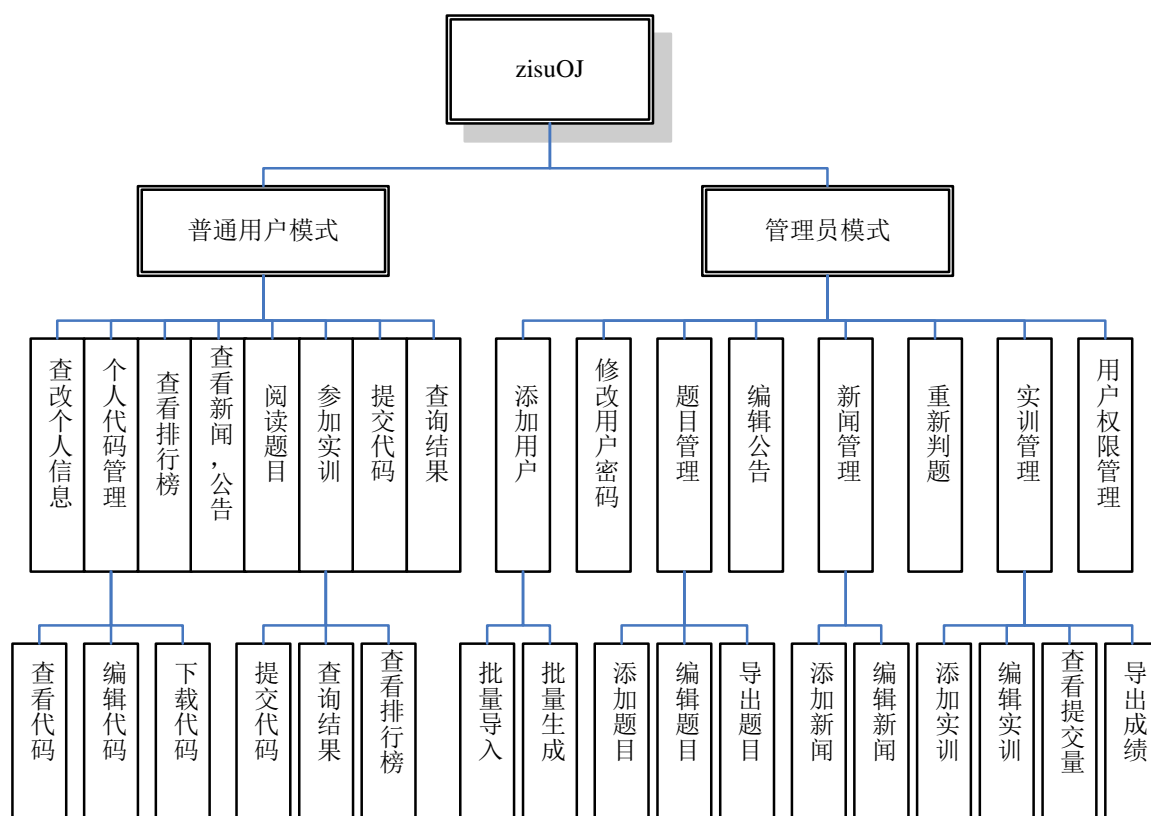 zisuOJ
普通用户模式
管理员模式
查改个人信息
个人代码管理
查看排行榜
查看新闻,公告
阅读题目
参加实训
提交代码
查询结果
添加用户
修改用户密码
题目管理
编辑公告
新闻管理
重新判题
实训管理
用户权限管理
查看代码
编辑代码
下载代码
提交代码
查询结果
查看排行榜
批量导入
批量生成
添加题目
编辑题目
导出题目
添加新闻
编辑新闻
添加实训
编辑实训
查看提交量
导出成绩